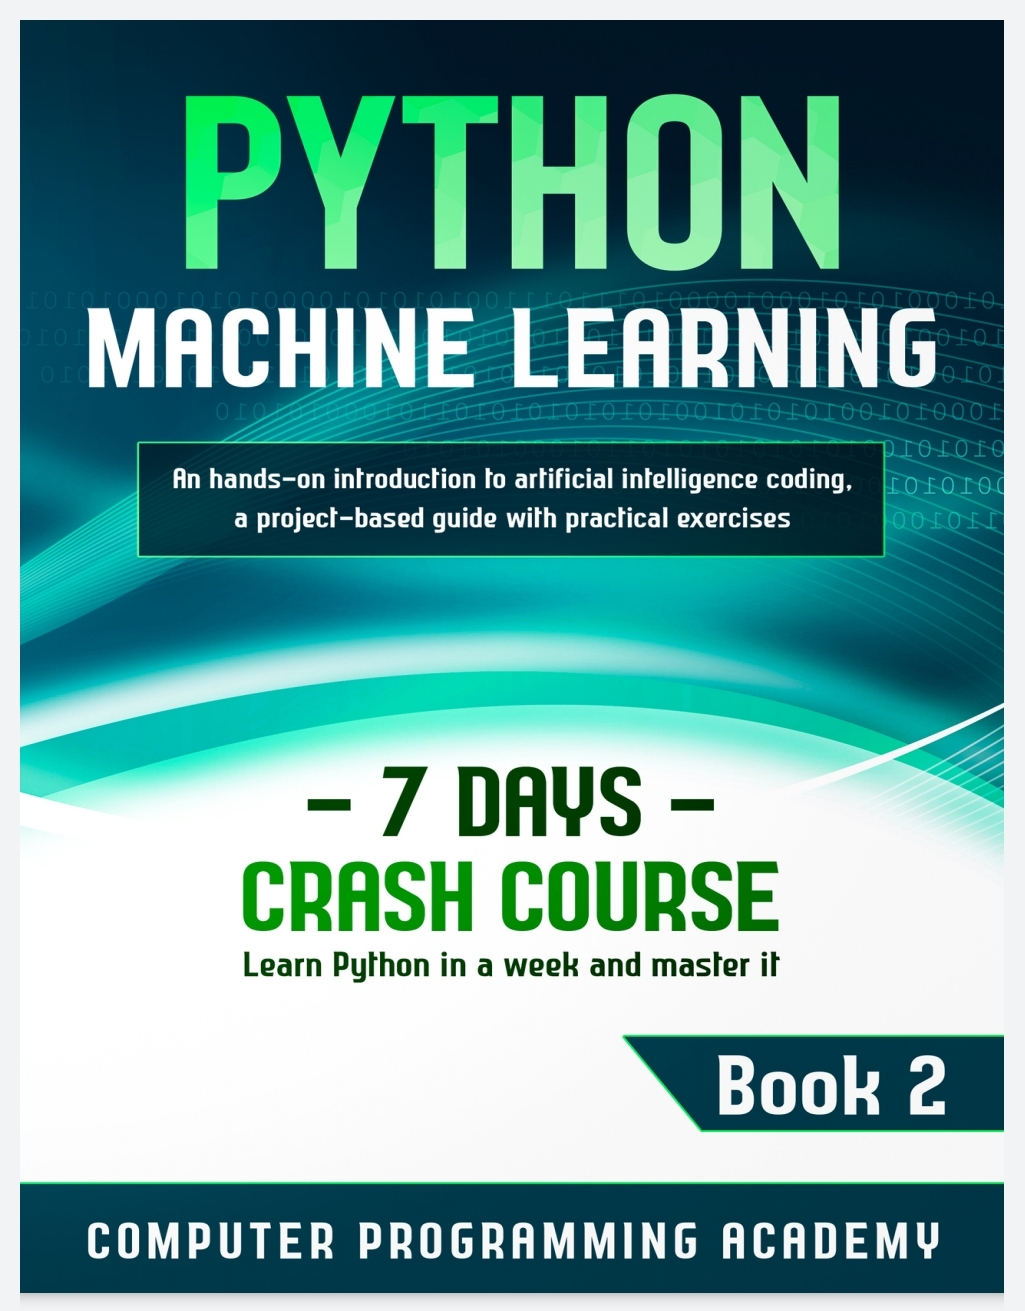 PYTHON
MACHINE LEARNING
An hands-on introduction to artificial intelligence coding,
a project-based guide with practical exercises
– 7 DAYS –
CRASH COURSE
Learn Python in a week and master it
Book 2
COMPUTER PROGRAMMING ACADEMY